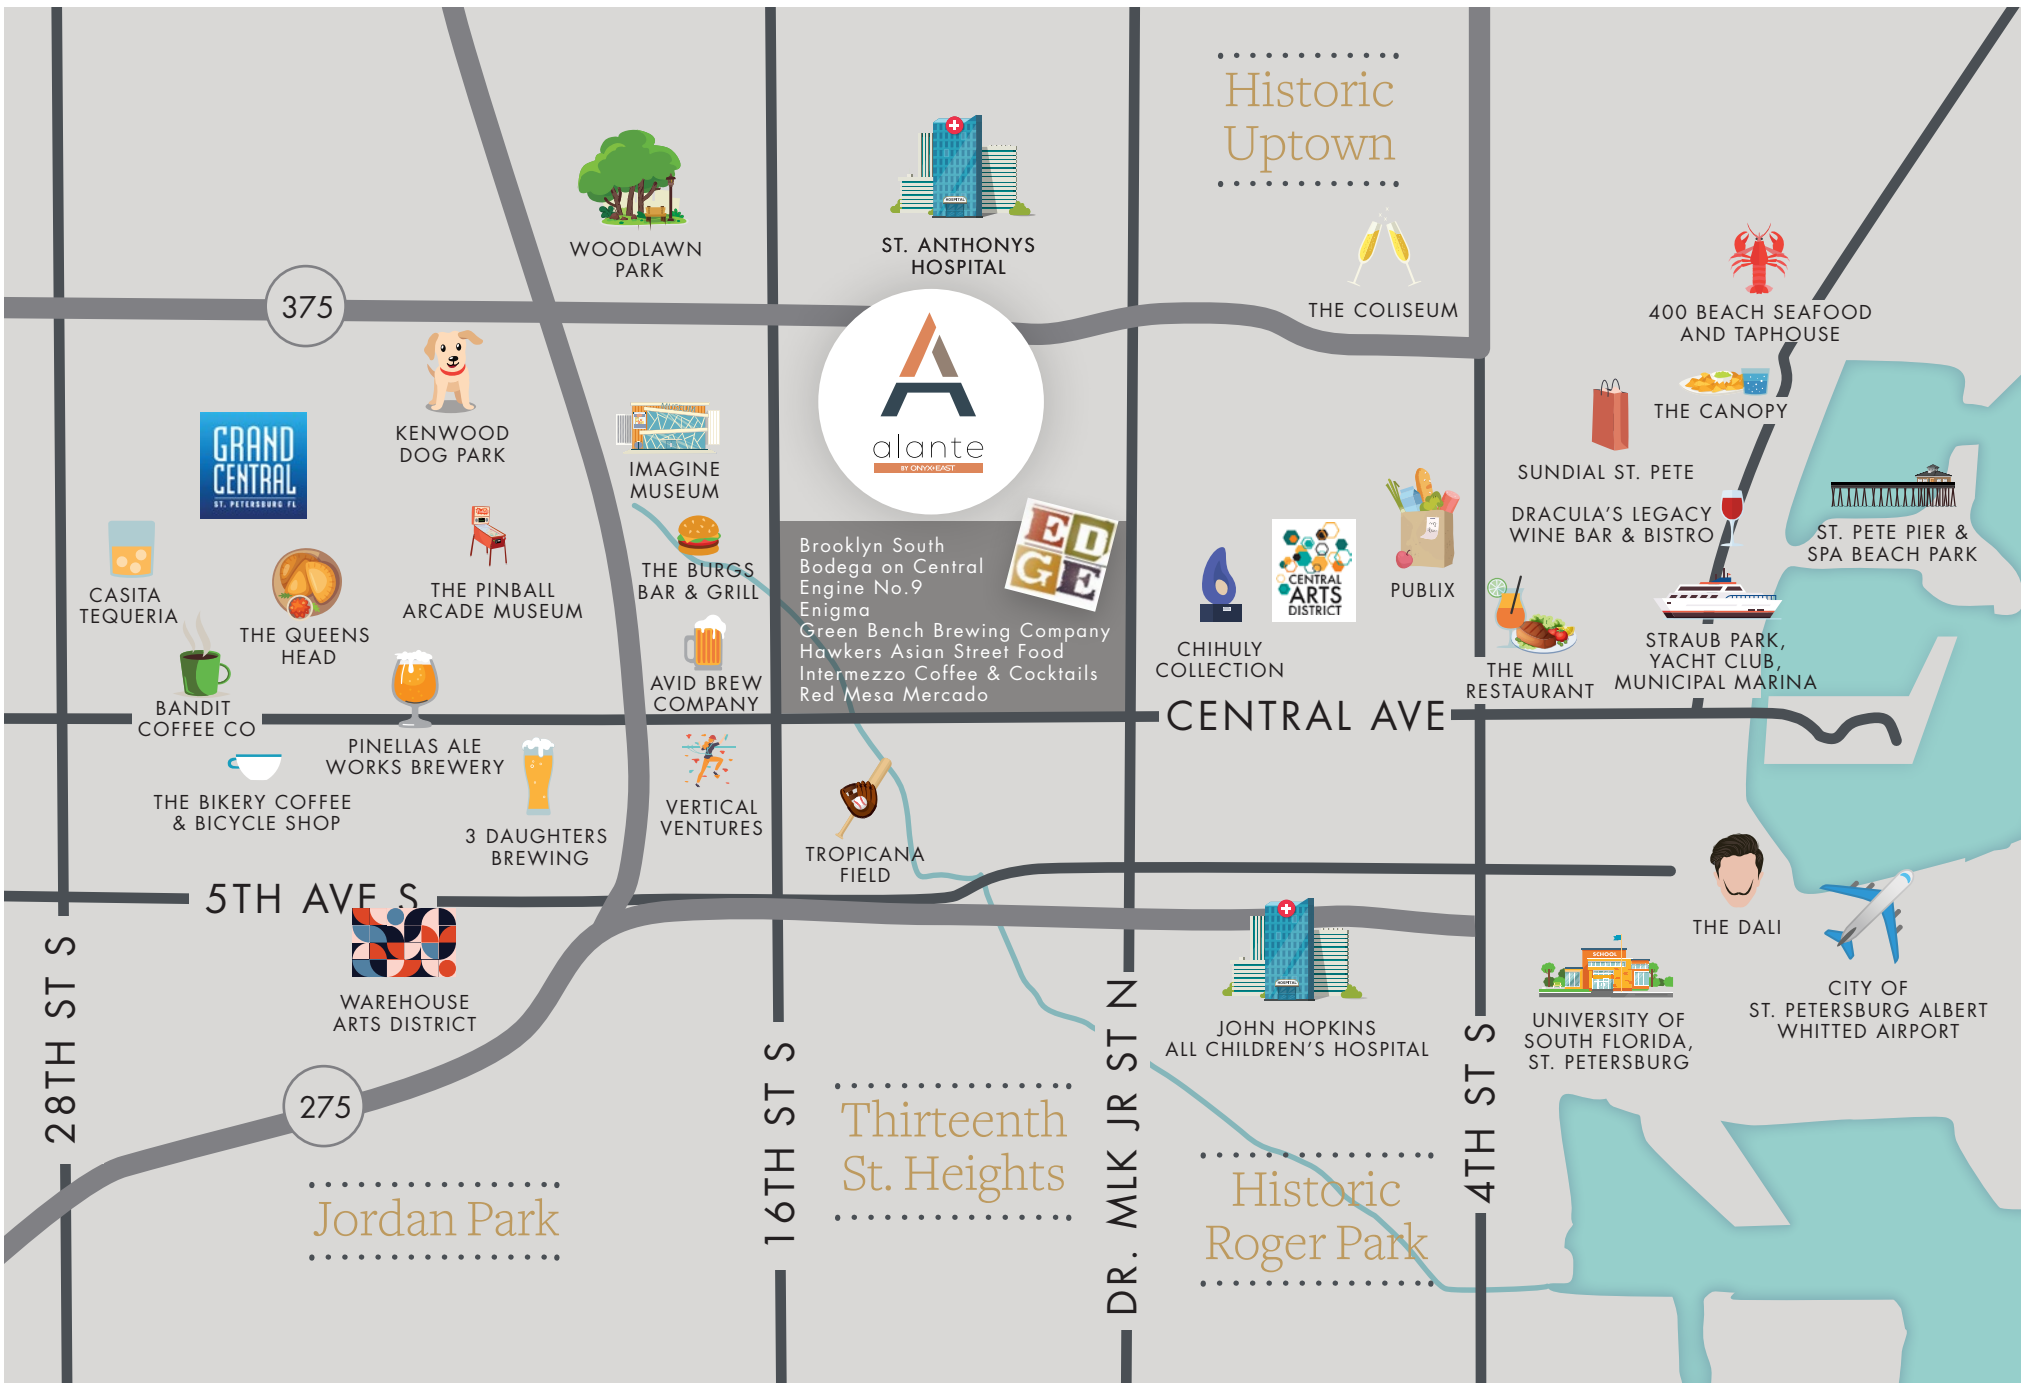 Historic
Uptown
WOODLAWN
PARK
HOSPITAL
ST. ANTHONYS
HOSPITAL
375
THE COLISEUM
400 BEACH SEAFOOD
AND TAPHOUSE
KENWOOD
DOG PARK
alante
BY ONYX+EAST
THE CANOPY
GRAND
CENTRAL
ST. PETERSBURG FL
IMAGINE
MUSEUM
SUNDIAL ST. PETE
DRACULA'S LEGACY
WINE BAR & BISTRO
ST. PETE PIER &
SPA BEACH PARK
CASITA
TEQUERIA
THE QUEENS
HEAD
THE PINBALL
ARCADE MUSEUM
THE BURGS
BAR & GRILL
Brooklyn South
Bodega on Central
Engine No.9
Enigma
Green Bench Brewing Company
Hawkers Asian Street Food
Intermezzo Coffee & Cocktails
Red Mesa Mercado
EDGE
CHIHULY
COLLECTION
CENTRAL
ARTS
DISTRICT
PUBLIX
THE MILL
RESTAURANT
STRAUB PARK,
YACHT CLUB,
MUNICIPAL MARINA
BANDIT
COFFEE CO
AVID BREW
COMPANY
CENTRAL AVE
PINELLAS ALE
WORKS BREWERY
THE BIKERY COFFEE
& BICYCLE SHOP
3 DAUGHTERS
BREWING
VERTICAL
VENTURES
TROPICANA
FIELD
5TH AVE S
WAREHOUSE
ARTS DISTRICT
HOSPITAL
JOHN HOPKINS
ALL CHILDREN'S HOSPITAL
SCHOOL
UNIVERSITY OF
SOUTH FLORIDA,
ST. PETERSBURG
THE DALI
CITY OF
ST. PETERSBURG ALBERT
WHITTED AIRPORT
28TH ST S
16TH ST S
DR. MLK JR ST N
4TH ST S
275
Jordan Park
Thirteenth
St. Heights
Historic
Roger Park